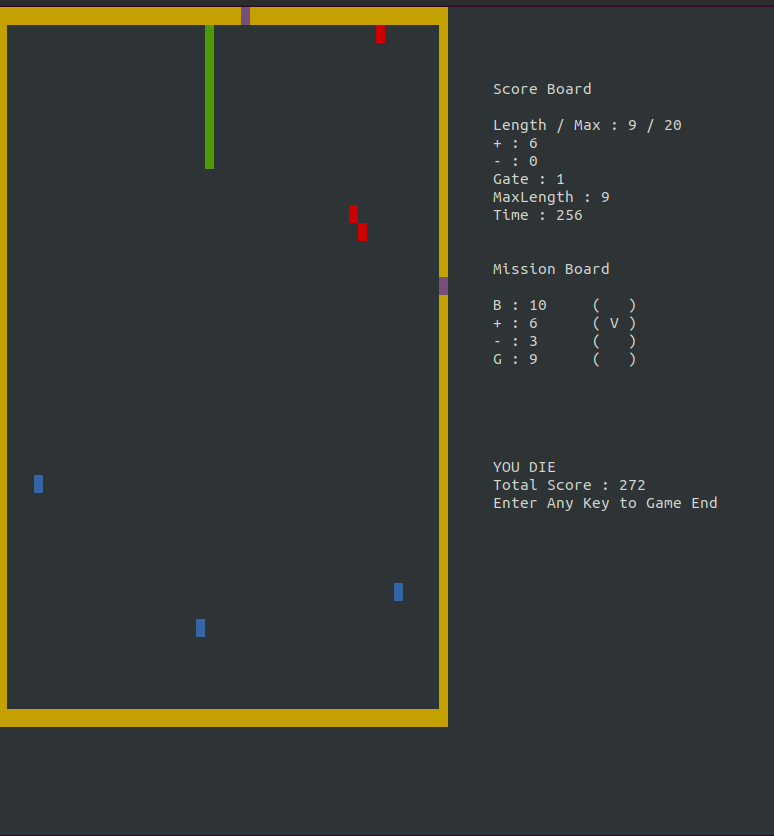 Score Board
Length / Max : 9 / 20
+ : 6
- : 0
Gate : 1
MaxLength : 9
Time : 256
Mission Board
B : 10     (   )
+ : 6      ( V )
- : 3      (   )
G : 9      (   )
YOU DIE
Total Score : 272
Enter Any Key to Game End